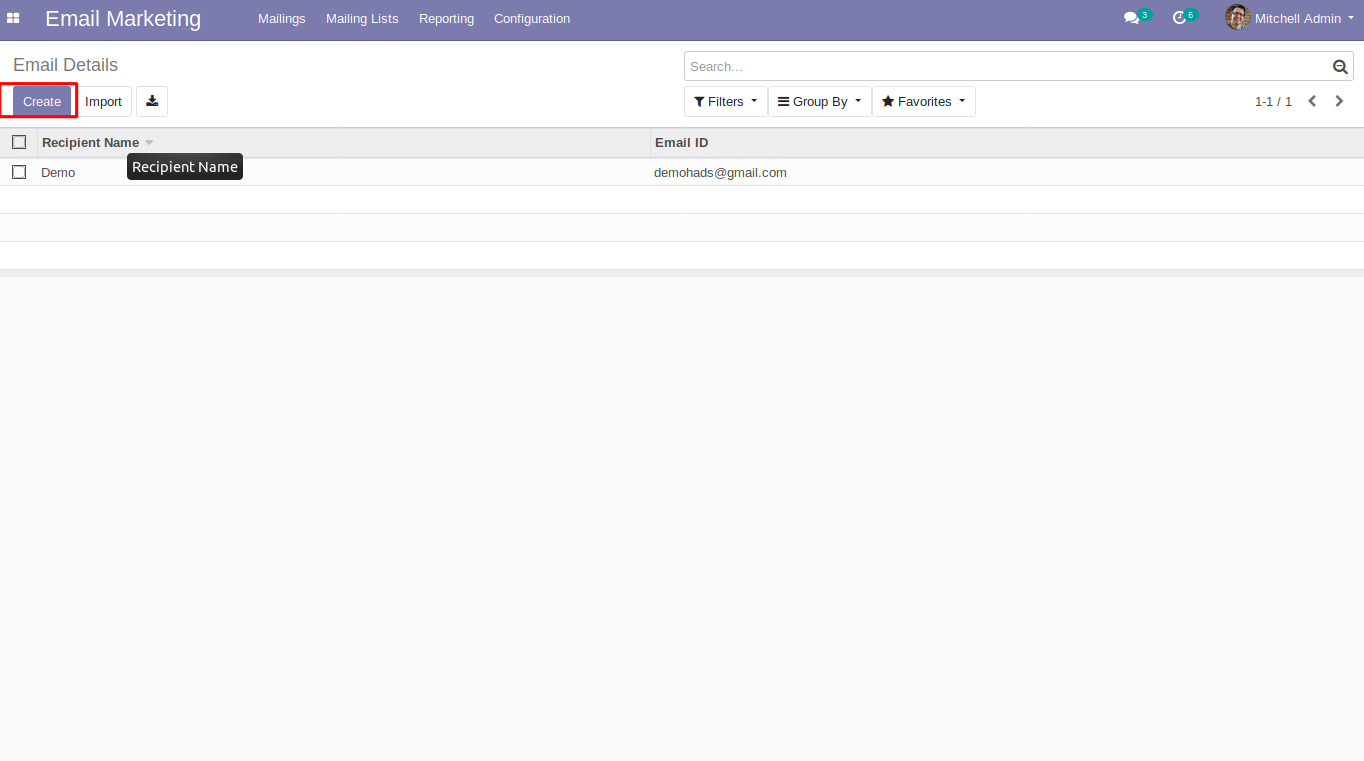 Email Marketing Mailings Mailing Lists Reporting Configuration 3 6 Mitchell Admin
Email Details
Search...
Create Import Filters Group By Favorites 1-1 / 1
Recipient Name Email ID
Recipient Name
Demo demohads@gmail.com